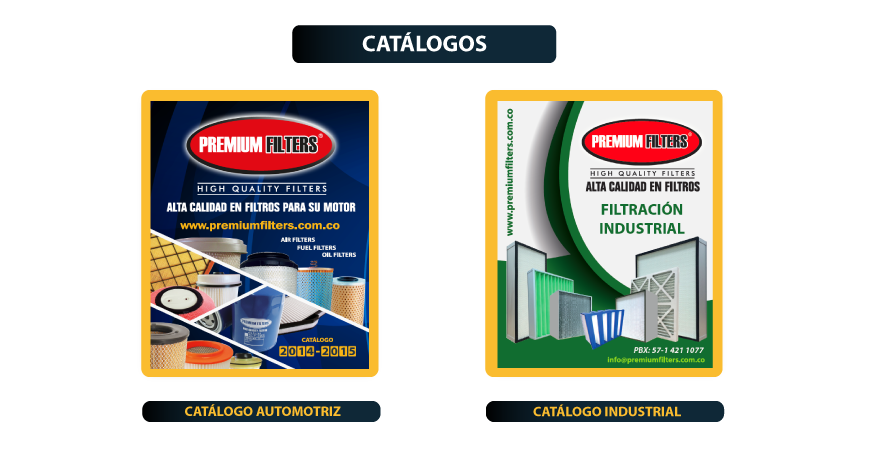 CATÁLOGOS
PREMIUM FILTERS®
HIGH QUALITY FILTERS
ALTA CALIDAD EN FILTROS PARA SU MOTOR
www.premiumfilters.com.co
AIR FILTERS
FUEL FILTERS
OIL FILTERS
PREMIUM FILTERS
CATÁLOGO
2014-2015
CATÁLOGO AUTOMOTRIZ
www.premiumfilters.com.co
PREMIUM FILTERS®
HIGH QUALITY FILTERS
ALTA CALIDAD EN FILTROS
FILTRACIÓN
INDUSTRIAL
PBX: 57-1 421 1077
info@premiumfilters.com.co
CATÁLOGO INDUSTRIAL